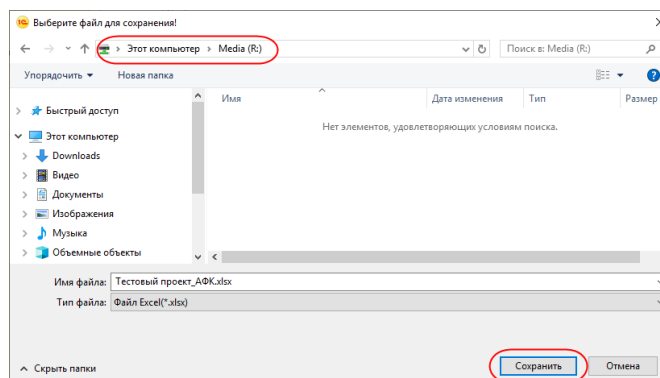 1С Выберите файл для сохранения!
Этот компьютер > Media (R:)
Поиск в: Media (R:)
Упорядочить
Новая папка
Имя
Дата изменения
Тип
Размер
Нет элементов, удовлетворяющих условиям поиска.
Быстрый доступ
Этот компьютер
Downloads
Видео
Документы
Изображения
Музыка
Объемные объекты
Имя файла: Тестовый проект_АФК.xlsx
Тип файла: Файл Excel(*.xlsx)
Скрыть папки
Сохранить
Отмена